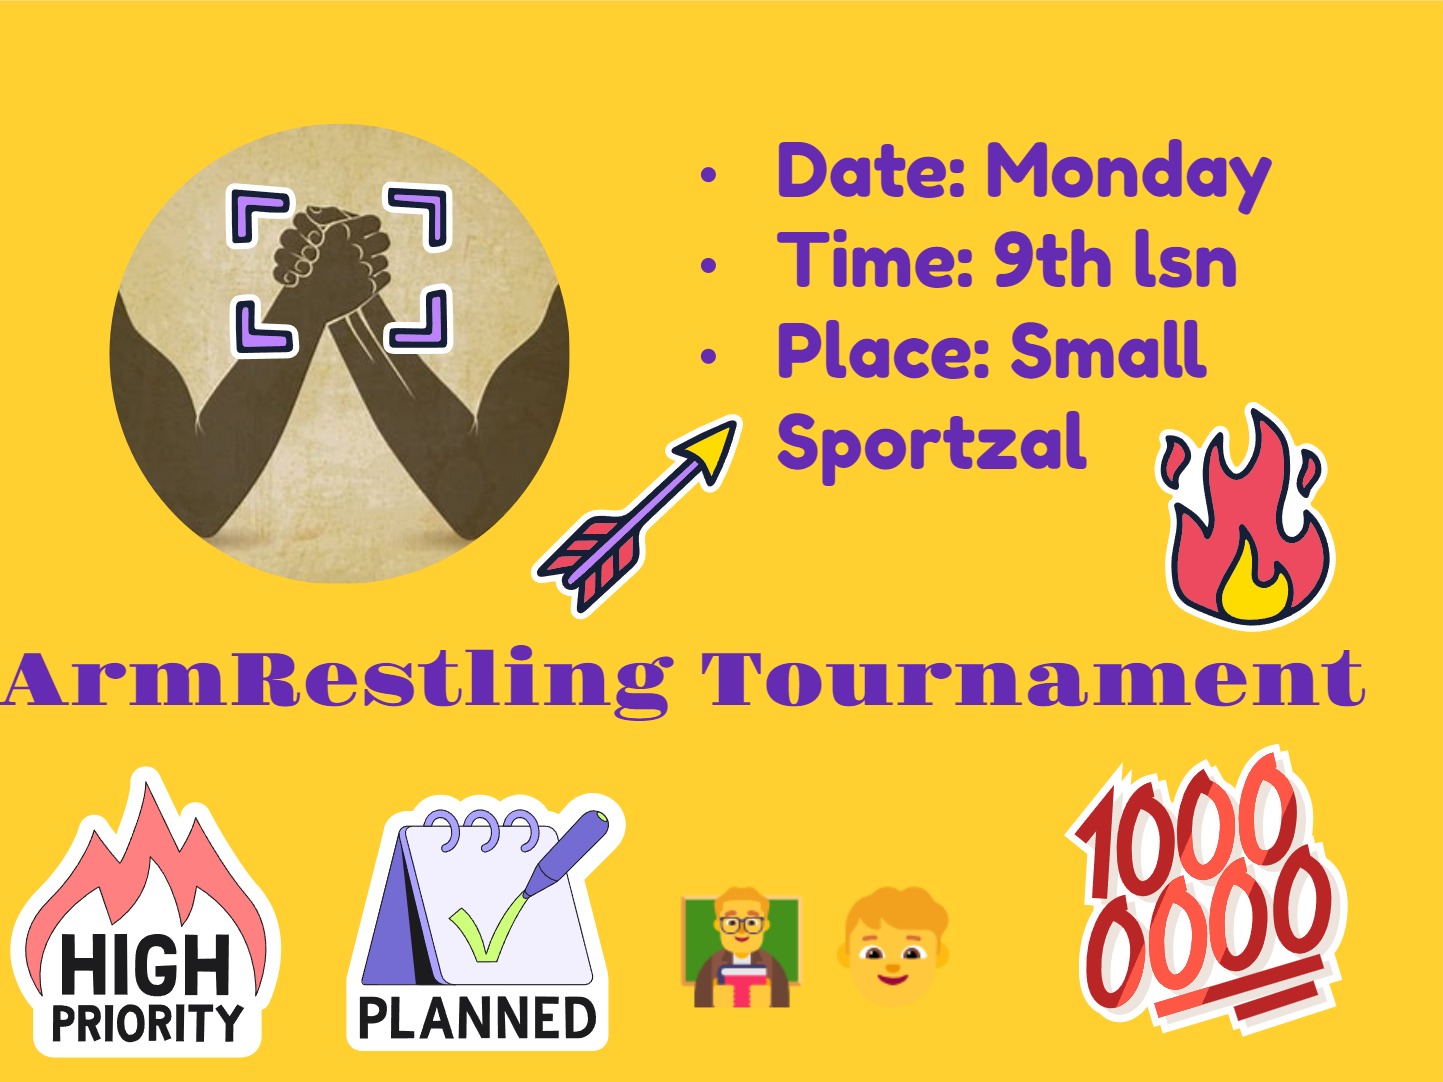 • Date: Monday
• Time: 9th lsn
• Place: Small
Sportzal
ArmRestling Tournament
HIGH
PRIORITY
PLANNED
1000
0000